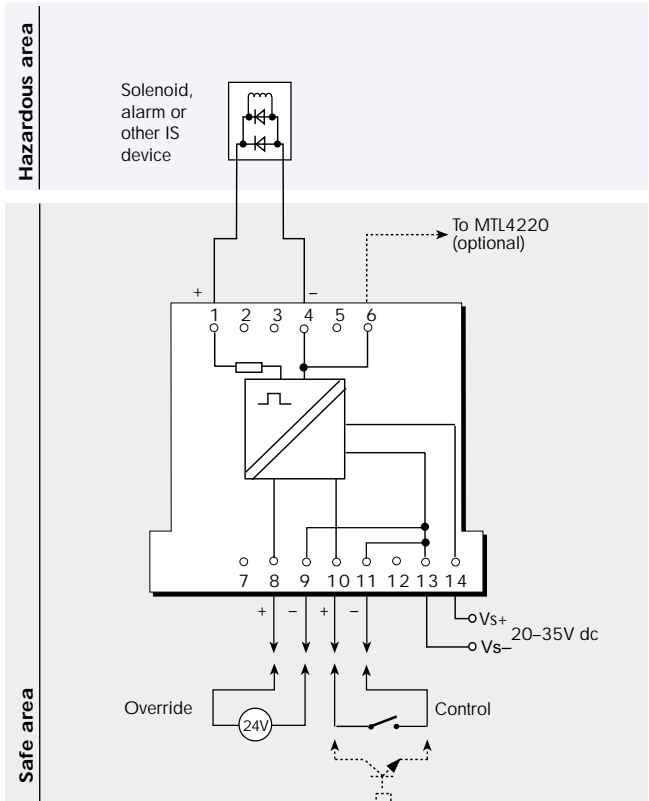 Hazardous area
Solenoid,
alarm or
other IS
device
To MTL4220
(optional)
+ –
1 2 3 4 5 6
7 8 9 10 11 12 13 14
+ – + –
Vs+
20–35V dc
Vs–
Override
24V
Control
Safe area